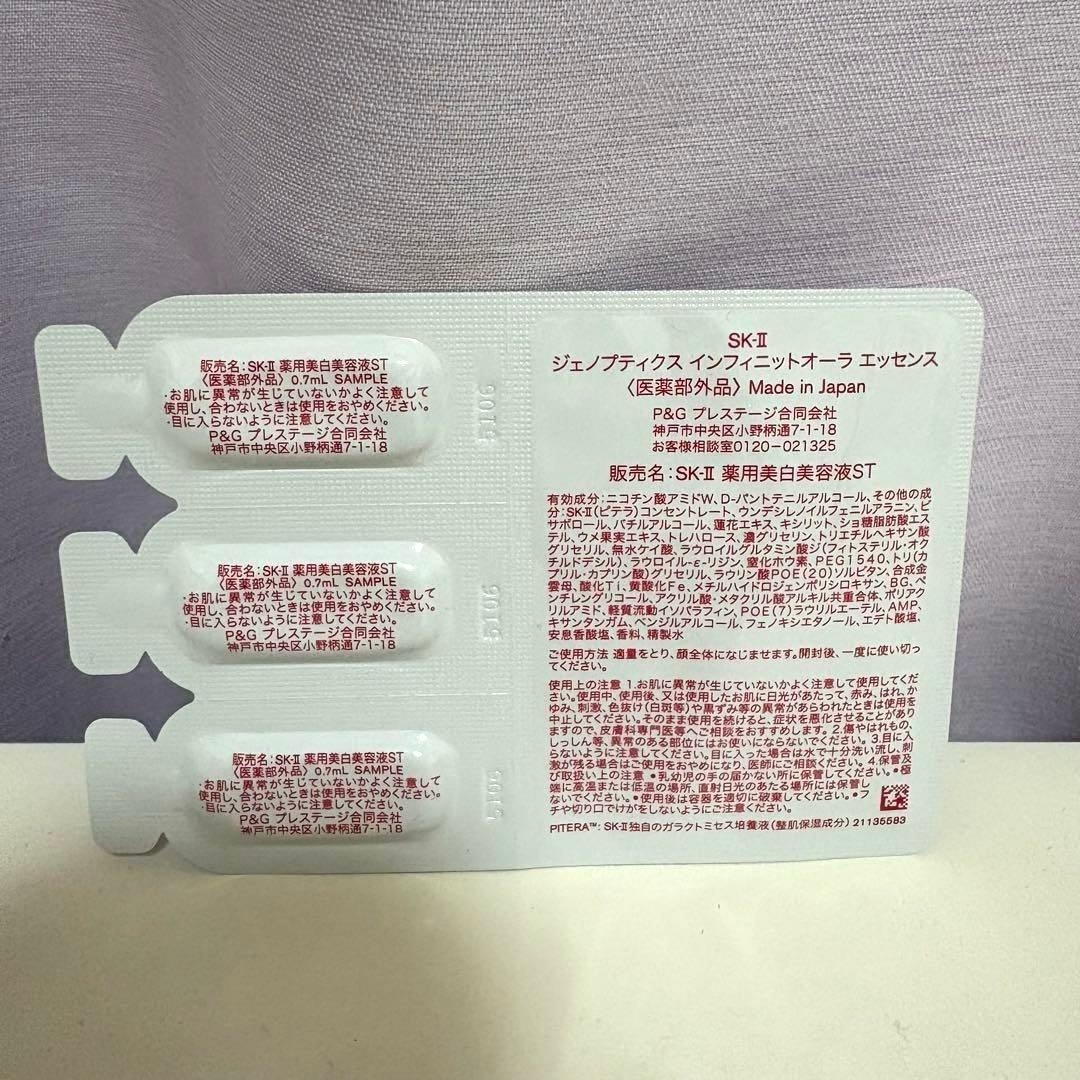 販売名:SK-II 薬用美白美容液ST
〈医薬部外品〉 0.7mL SAMPLE
・お肌に異常が生じていないかよく注意して
使用し、合わないときは使用をおやめください。
・目に入らないように注意してください。
P&G プレステージ合同会社
神戸市中央区小野柄通7-1-18
5106
販売名:SK-II 薬用美白美容液ST
〈医薬部外品〉 0.7mL SAMPLE
・お肌に異常が生じていないかよく注意して
使用し、合わないときは使用をおやめください。
・目に入らないように注意してください。
P&G プレステージ合同会社
神戸市中央区小野柄通7-1-18
5106
販売名:SK-II 薬用美白美容液ST
〈医薬部外品〉 0.7mL SAMPLE
・お肌に異常が生じていないかよく注意して
使用し、合わないときは使用をおやめください。
・目に入らないように注意してください。
P&G プレステージ合同会社
神戸市中央区小野柄通7-1-18
5106
SK-II
ジェノプティクス インフィニットオーラ エッセンス
〈医薬部外品〉 Made in Japan
P&G プレステージ合同会社
神戸市中央区小野柄通7-1-18
お客様相談室0120-021325
販売名:SK-II 薬用美白美容液ST
有効成分:ニコチン酸アミドW、D-パントテニルアルコール、その他の成
分:SK-II(ピテラ)コンセントレート、ウンデシレノイルフェニルアラニン、ビ
サボロール、バチルアルコール、蓮花エキス、キシリット、ショ糖脂肪酸エス
テル、ウメ果実エキス、トレハロース、濃グリセリン、トリエチルヘキサン酸
グリセリル、無水ケイ酸、ラウロイルグルタミン酸ジ(フィトステリル・オク
チルドデシル)、ラウロイル-ε-リジン、窒化ホウ素、PEG1540、トリ(カ
プリル・カプリン酸)グリセリル、ラウリン酸POE(20)ソルビタン、合成金
雲母、酸化Ti、黄酸化Fe、メチルハイドロジェンポリシロキサン、BG、ペ
ンチレングリコール、アクリル酸・メタクリル酸アルキル共重合体、ポリアク
リルアミド、軽質流動イソパラフィン、POE(7)ラウリルエーテル、AMP、
キサンタンガム、ベンジルアルコール、フェノキシエタノール、エデト酸塩、
安息香酸塩、香料、精製水
ご使用方法 適量をとり、顔全体になじませます。開封後、一度に使い切っ
てください。
使用上の注意 1.お肌に異常が生じていないかよく注意して使用してくだ
さい。使用中、使用後、又は使用したお肌に日光があたって、赤み、はれ、か
ゆみ、刺激、色抜け(白斑等)や黒ずみ等の異常があらわれたときは使用を
中止してください。そのまま使用を続けると、症状を悪化させることがあり
ますので、皮膚科専門医等へご相談をおすすめします。2.傷やはれもの、
しっしん等、異常のある部位にはお使いにならないでください。3.目に入
らないように注意してください。目に入った場合は水で十分洗い流し、刺
激が残る場合はご使用をおやめになり、医師にご相談ください。4.保管及
び取扱い上の注意 ●乳幼児の手の届かない所に保管してください。●極
端に高温または低温の場所、直射日光のあたる場所には保管し
ないでください。●使用後は容器を適切に破棄してください。●フ
チや切り口でけがをしないようにご注意ください。
PITERA™:SK-II独自のガラクトミセス培養液(整肌保湿成分) 21135583